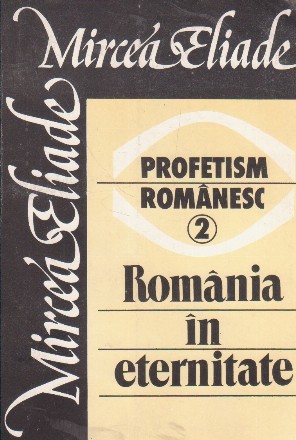 Mircea Eliade
Mircea Eliade
PROFETISM
ROMÂNESC
2
România
în
eternitate